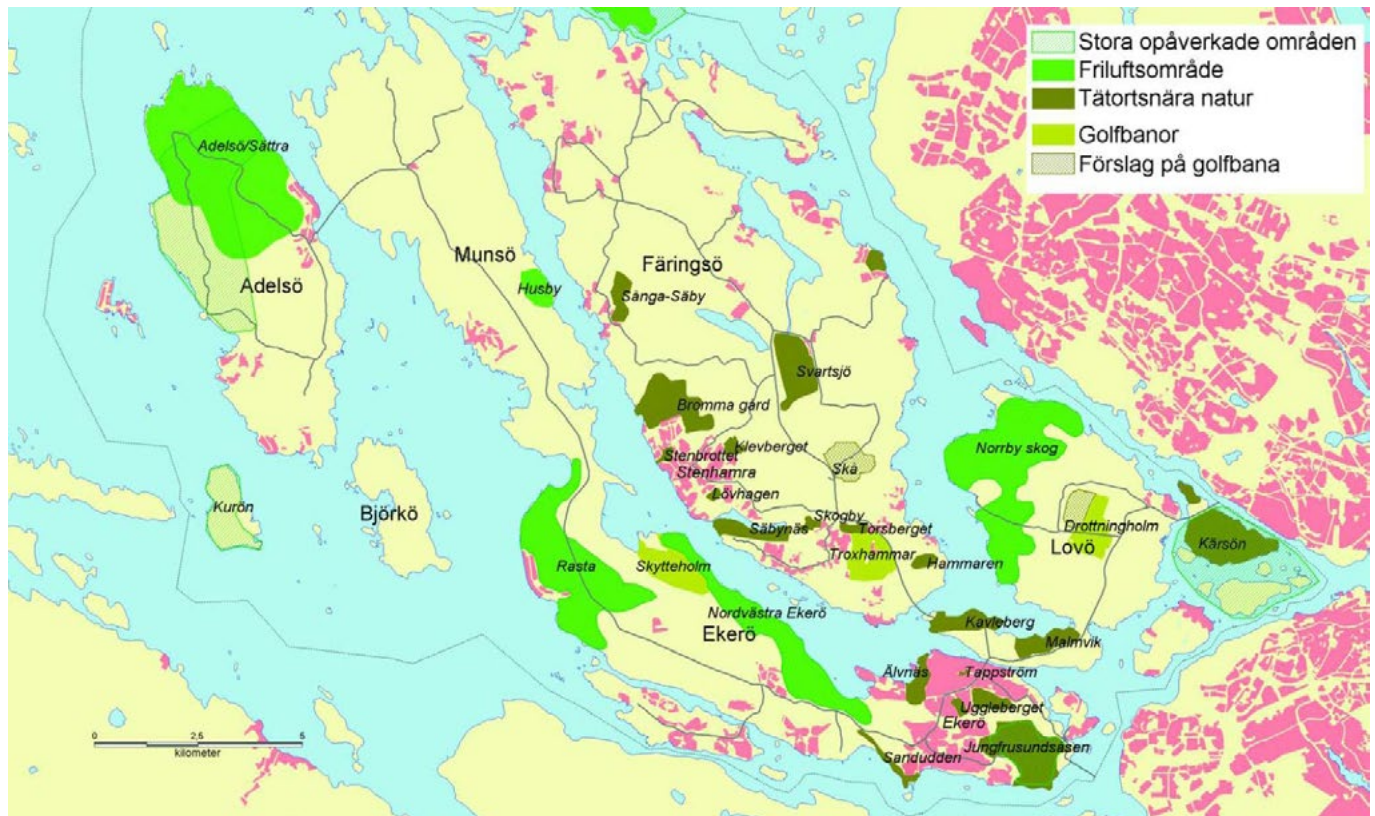 Stora opåverkade områden
Friluftsområde
Tätortsnära natur
Golfbanor
Förslag på golfbana
Adelsö/Sättra
Munsö
Färingsö
Adelsö
Husby
Sånga-Säby
Svartsjö
Bromma gård
Klevberget
Stenbrottet
Stenhamra
Skå
Norrby skog
Kurön
Björkö
Lövhagen
Skogby
Säbynäs
Torsberget
Drottningholm
Troxhammar
Lovö
Kärsön
Rasta
Skytteholm
Hammaren
Nordvästra Ekerö
Kavleberg
Ekerö
Malmvik
Älvnäs
Tappström
Uggleberget
Ekerö
Jungfrusundsåsen
Sandudden
0 2,5 5
kilometer